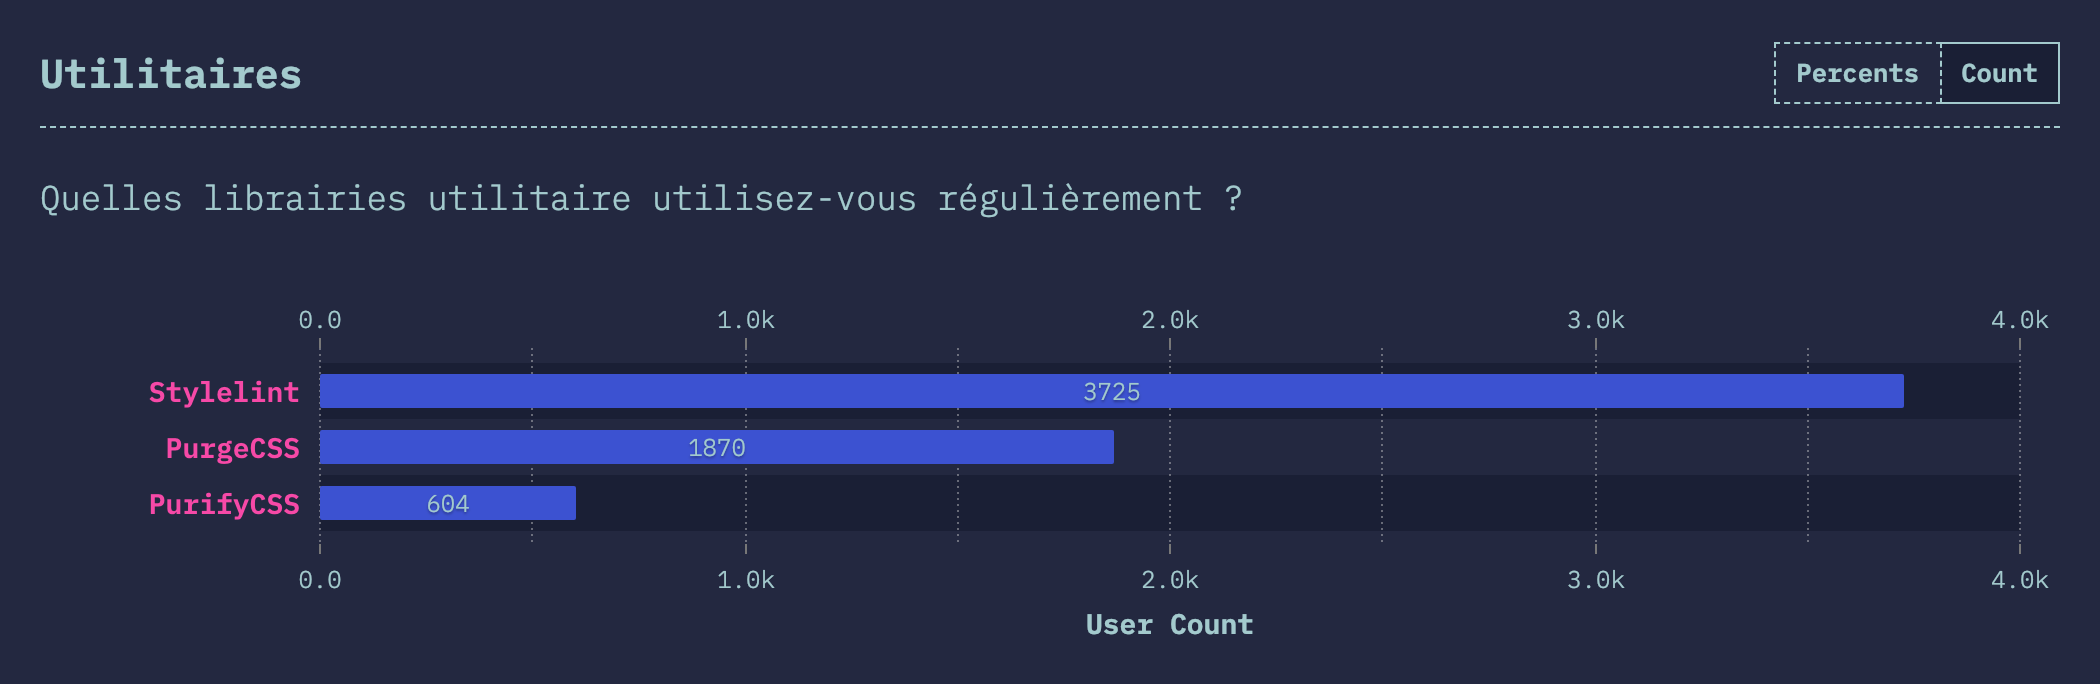 Utilitaires
Percents Count
Quelles librairies utilitaire utilisez-vous régulièrement ?
0.0 1.0k 2.0k 3.0k 4.0k
Stylelint 3725
PurgeCSS 1870
PurifyCSS 604
0.0 1.0k 2.0k 3.0k 4.0k
User Count